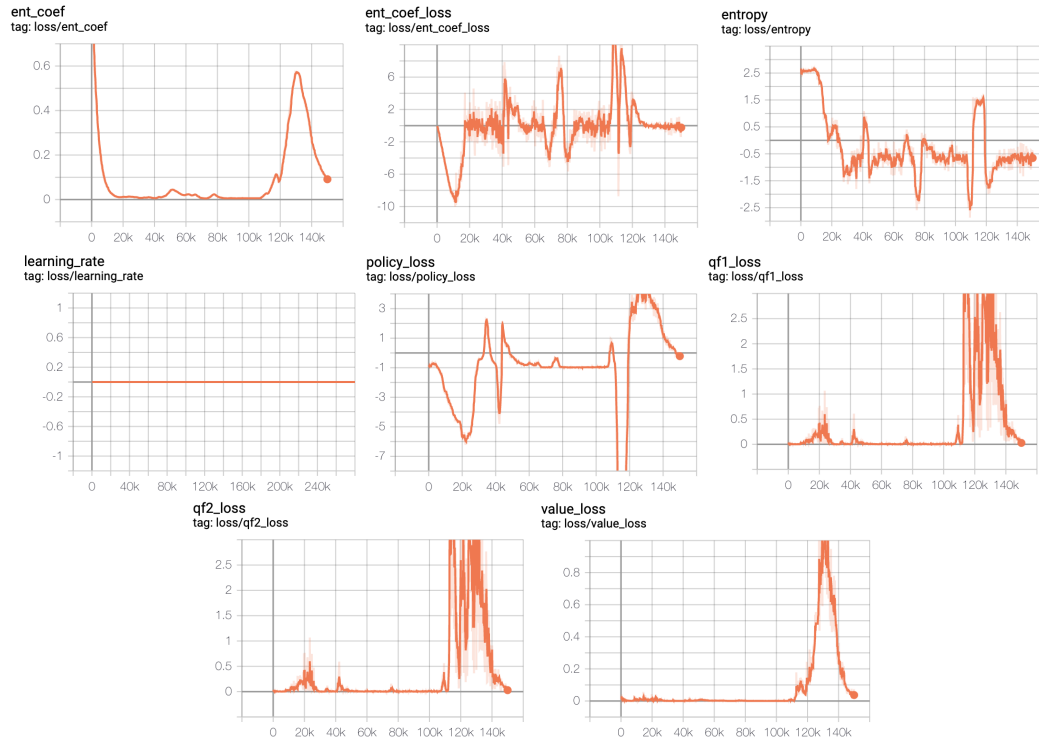 ent_coef
tag: loss/ent_coef
0.6
0.4
0.2
0
0 20k 40k 60k 80k 100k 120k 140k
ent_coef_loss
tag: loss/ent_coef_loss
6
2
-2
-6
-10
0 20k 40k 60k 80k 100k 120k 140k
entropy
tag: loss/entropy
2.5
1.5
0.5
-0.5
-1.5
-2.5
0 20k 40k 60k 80k 100k 120k 140k
learning_rate
tag: loss/learning_rate
1
0.6
0.2
-0.2
-0.6
-1
0 40k 80k 120k 160k 200k 240k
policy_loss
tag: loss/policy_loss
3
1
-1
-3
-5
-7
0 20k 40k 60k 80k 100k 120k 140k
qf1_loss
tag: loss/qf1_loss
2.5
2
1.5
1
0.5
0
0 20k 40k 60k 80k 100k 120k 140k
qf2_loss
tag: loss/qf2_loss
2.5
2
1.5
1
0.5
0
0 20k 40k 60k 80k 100k 120k 140k
value_loss
tag: loss/value_loss
0.8
0.6
0.4
0.2
0
0 20k 40k 60k 80k 100k 120k 140k